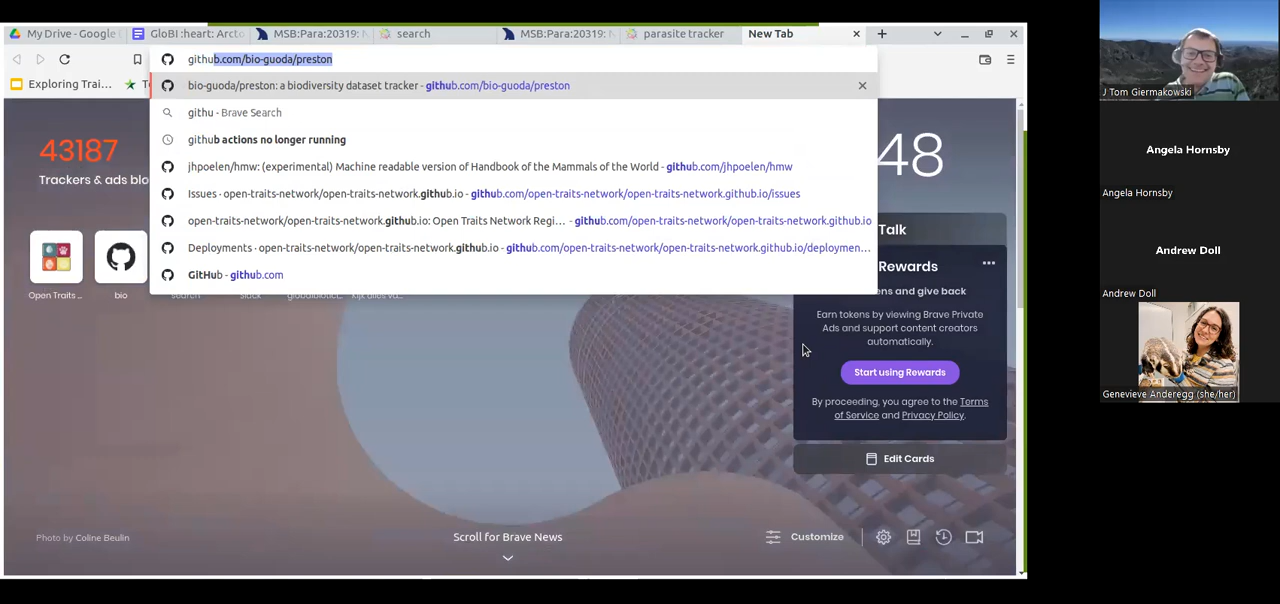 My Drive - Google
GloBI :heart: Arcto
MSB:Para:20319:
search
MSB:Para:20319:
parasite tracker
New Tab
github.com/bio-guoda/preston
Exploring Trai...
bio-guoda/preston: a biodiversity dataset tracker - github.com/bio-guoda/preston
githu - Brave Search
github actions no longer running
jhpoelen/hmw: (experimental) Machine readable version of Handbook of the Mammals of the World - github.com/jhpoelen/hmw
Issues · open-traits-network/open-traits-network.github.io - github.com/open-traits-network/open-traits-network.github.io/issues
open-traits-network/open-traits-network.github.io: Open Traits Network Regi... - github.com/open-traits-network/open-traits-network.github.io
Deployments · open-traits-network/open-traits-network.github.io - github.com/open-traits-network/open-traits-network.github.io/deploymen...
GitHub - github.com
43187
Trackers & ads blo
48
Open Traits ...
bio
search
Slack
Talk
Rewards
ens and give back
Earn tokens by viewing Brave Private
Ads and support content creators
automatically.
Start using Rewards
By proceeding, you agree to the Terms
of Service and Privacy Policy.
Edit Cards
Photo by Coline Beulin
Scroll for Brave News
Customize
J Tom Giermakowski
Angela Hornsby
Angela Hornsby
Andrew Doll
Andrew Doll
Genevieve Anderegg (she/her)